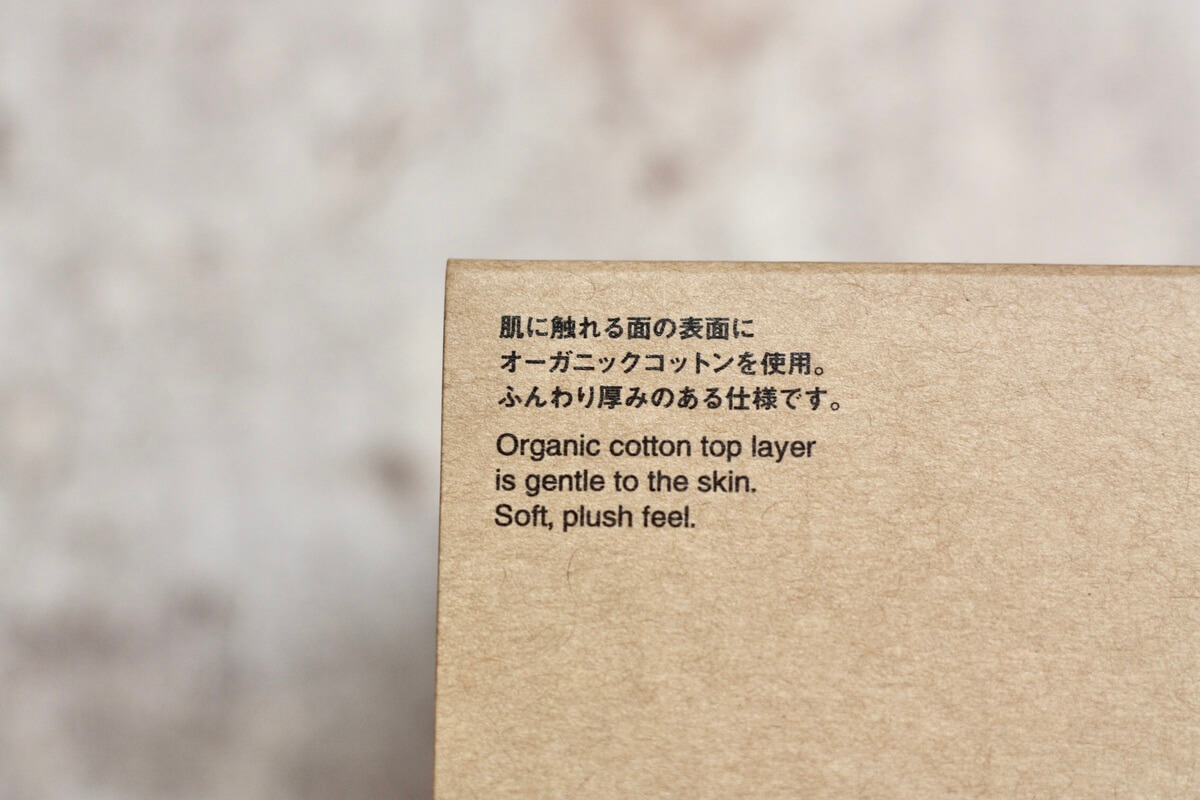 肌に触れる面の表面に
オーガニックコットンを使用。
ふんわり厚みのある仕様です。
Organic cotton top layer
is gentle to the skin.
Soft, plush feel.